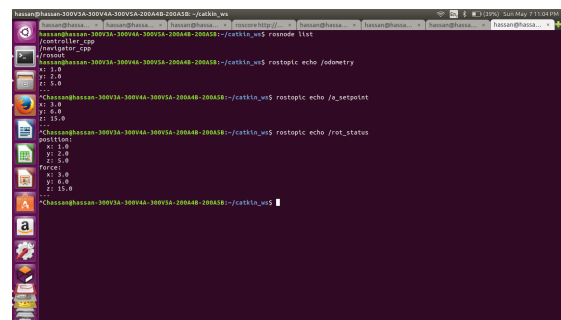 hassan@hassan-300V3A-300V4A-300V5A-200A4B-200A5B: ~/catkin_ws
(39%) Sun May 7 11:04 PM
hassan@hassa... × hassan@hassa... × hassan@hassa... × roscore http://... × hassan@hassa... × hassan@hassa... × hassan@hassa... × hassan@hassa... ×
hassan@hassan-300V3A-300V4A-300V5A-200A4B-200A5B:~/catkin_ws$ rosnode list
/controller_cpp
/navigator_cpp
/rosout
hassan@hassan-300V3A-300V4A-300V5A-200A4B-200A5B:~/catkin_ws$ rostopic echo /odometry
x: 1.0
y: 2.0
z: 5.0
---
^Chassan@hassan-300V3A-300V4A-300V5A-200A4B-200A5B:~/catkin_ws$ rostopic echo /a_setpoint
x: 3.0
y: 6.0
z: 15.0
---
^Chassan@hassan-300V3A-300V4A-300V5A-200A4B-200A5B:~/catkin_ws$ rostopic echo /rot_status
position:
x: 1.0
y: 2.0
z: 5.0
force:
x: 3.0
y: 6.0
z: 15.0
---
^Chassan@hassan-300V3A-300V4A-300V5A-200A4B-200A5B:~/catkin_ws$